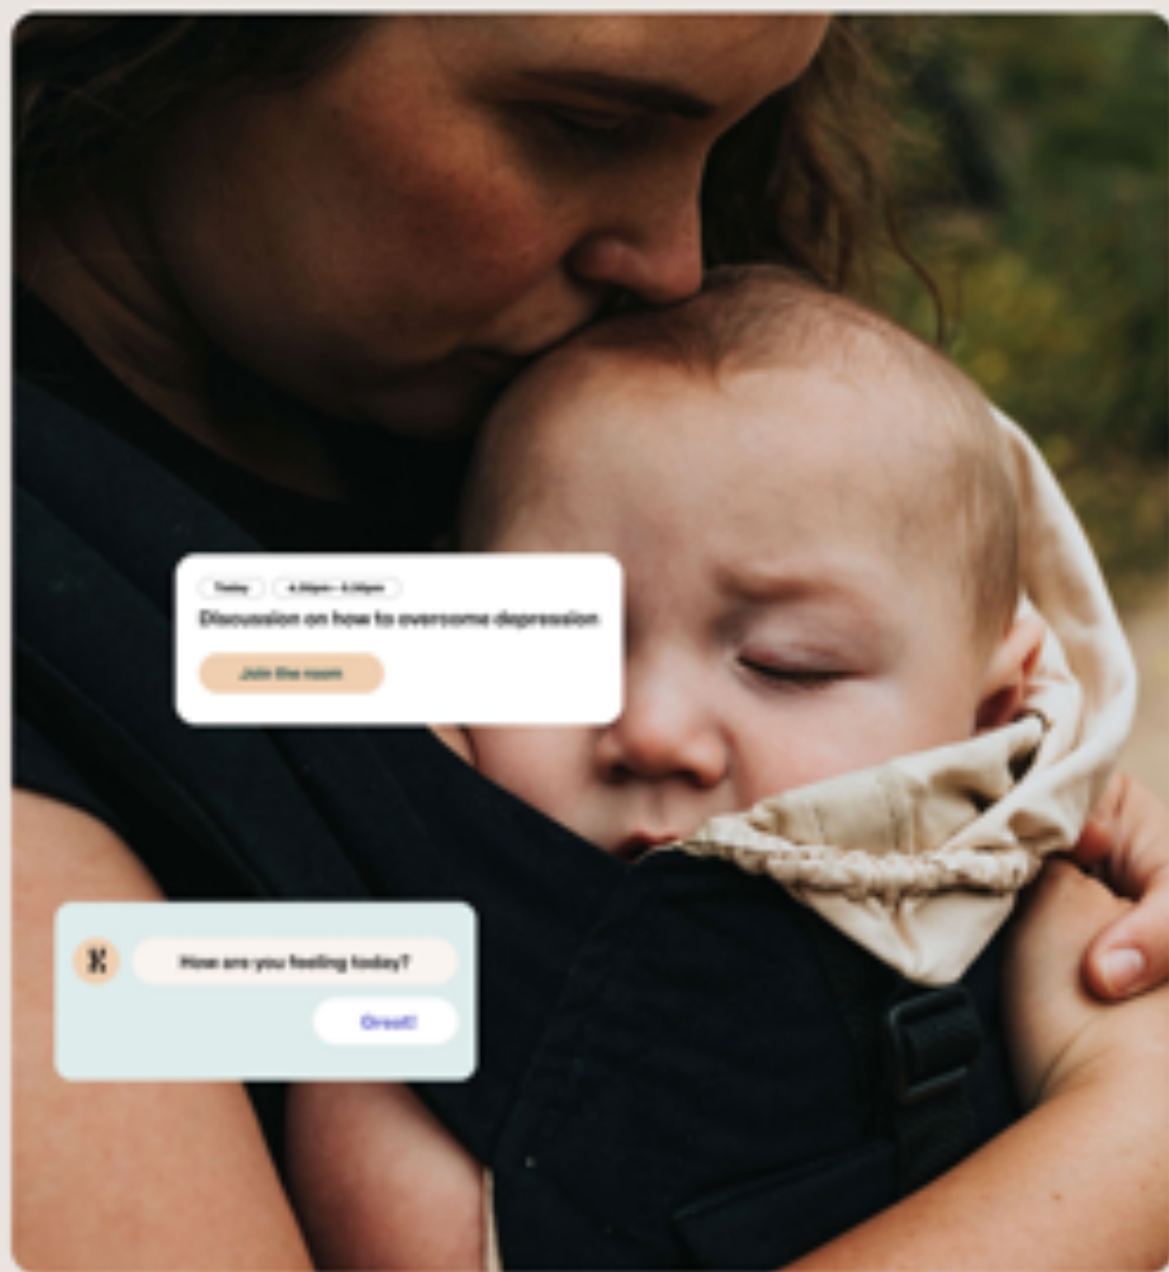 Today
Discussion on how to overcome depression
Join the room
How are you feeling today?
Great!